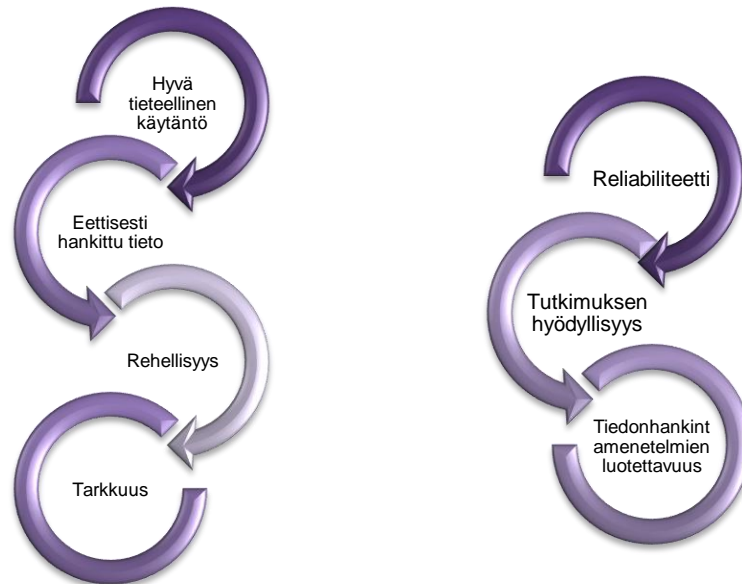 Hyvä
tieteellinen
käytäntö
Eettisesti
hankittu tieto
Rehellisyys
Tarkkuus
Reliabiliteetti
Tutkimuksen
hyödyllisyys
Tiedonhankint
amenetelmien
luotettavuus